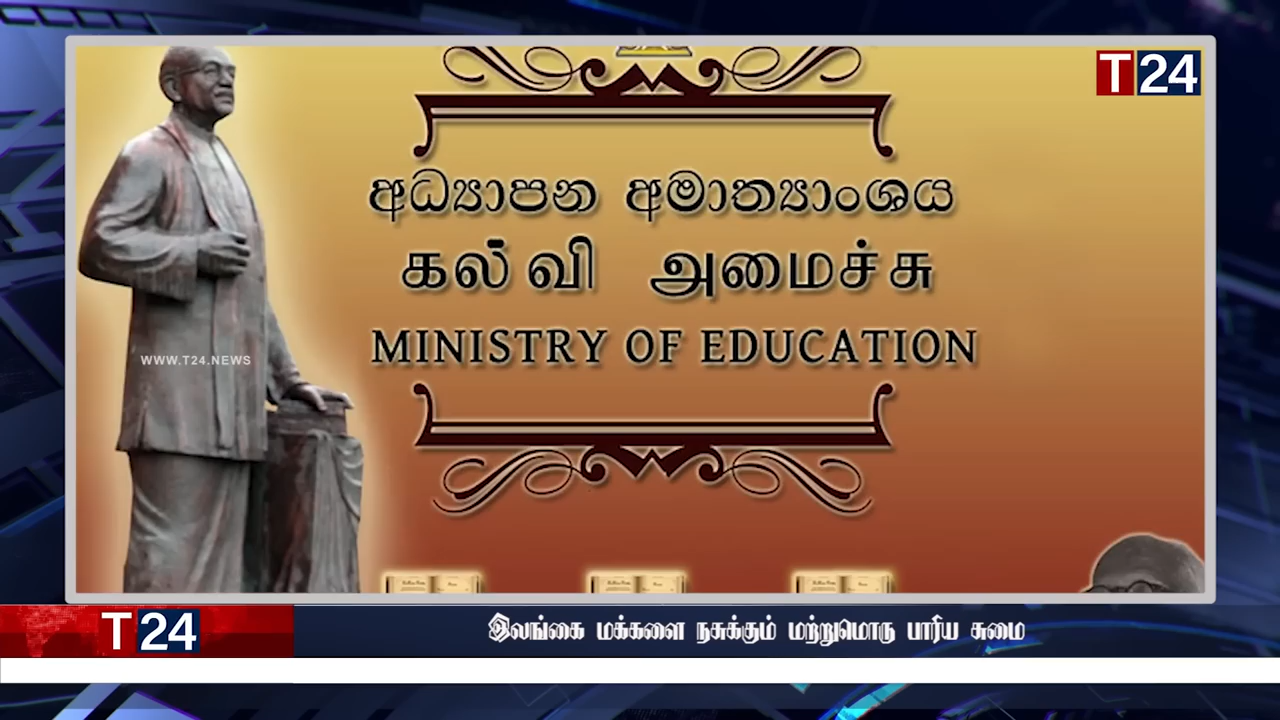 T24
අධ්‍යාපන අමාත්‍යාංශය
கல்வி அமைச்சு
MINISTRY OF EDUCATION
WWW.T24.NEWS
T24
இலங்கை மக்களை நசுக்கும் மற்றுமொரு பாரிய சுமை